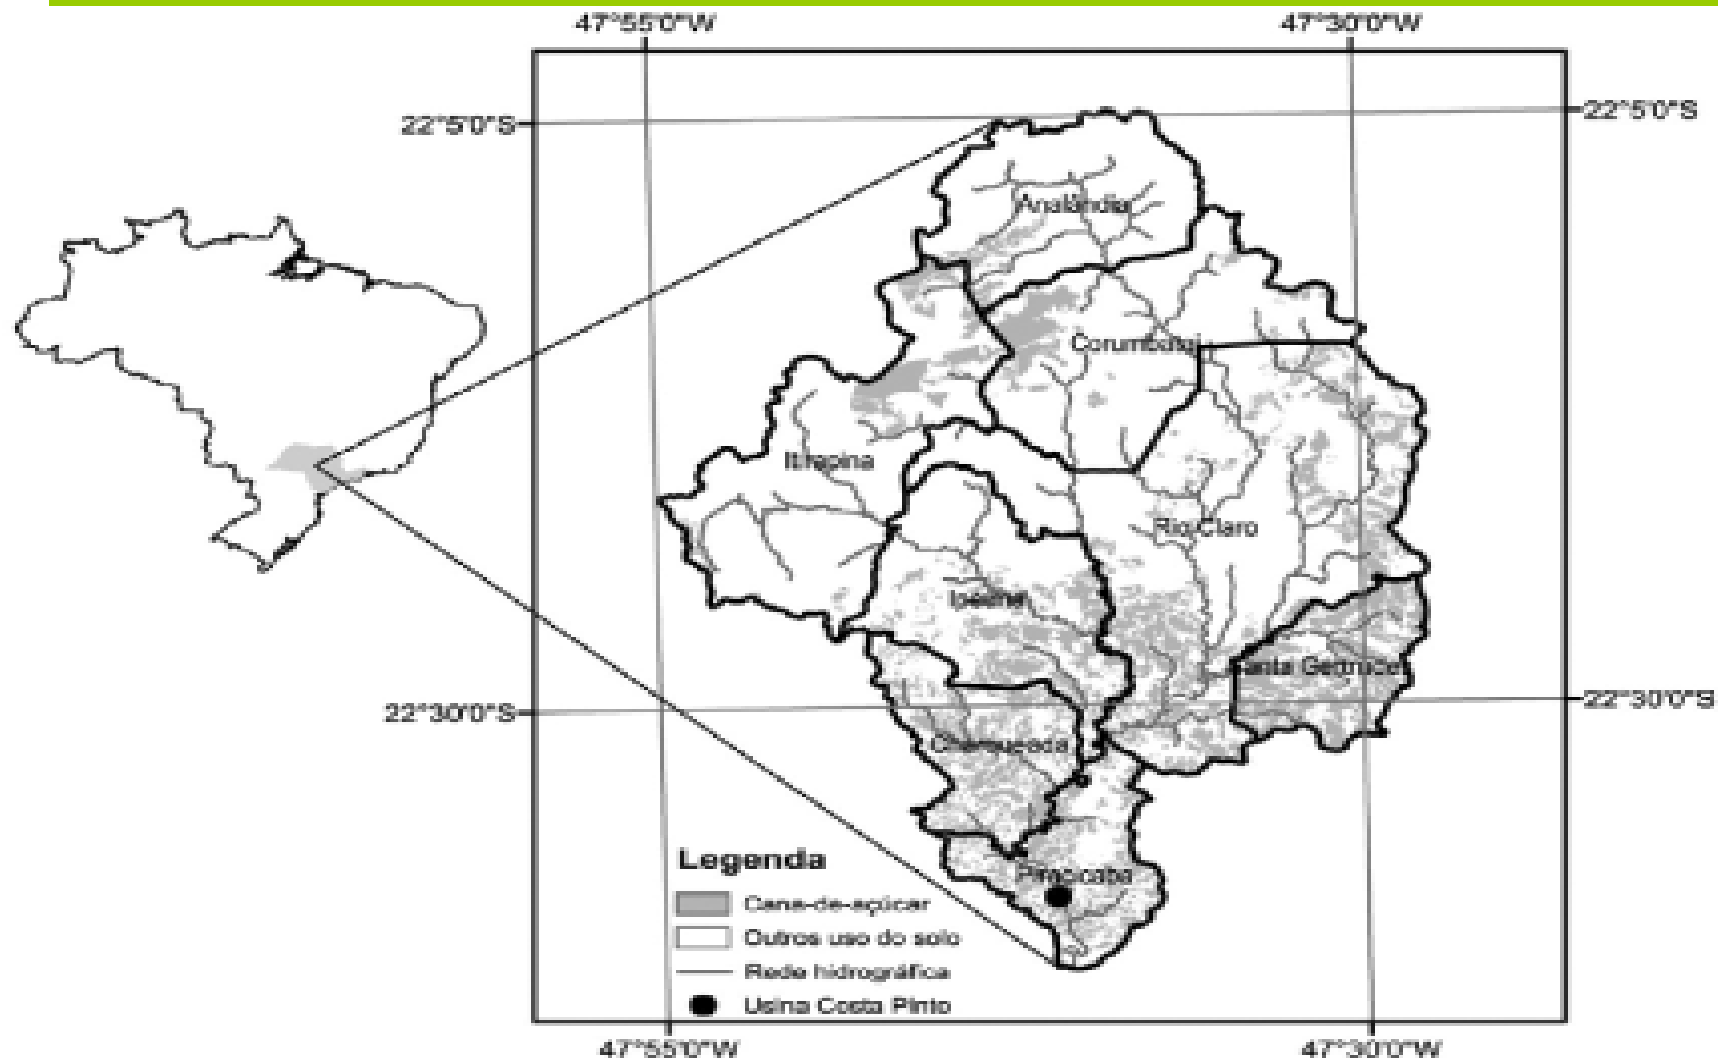 47°55'0"W
47°30'0"W
22°5'0"S
22°5'0"S
Analândia
Corumbataí
Itirapina
Rio Claro
Ipeúna
Santa Gertrudes
22°30'0"S
22°30'0"S
Charqueada
Piracicaba
Legenda
Cana-de-açúcar
Outros uso do solo
Rede hidrográfica
Usina Costa Pinto
47°55'0"W
47°30'0"W